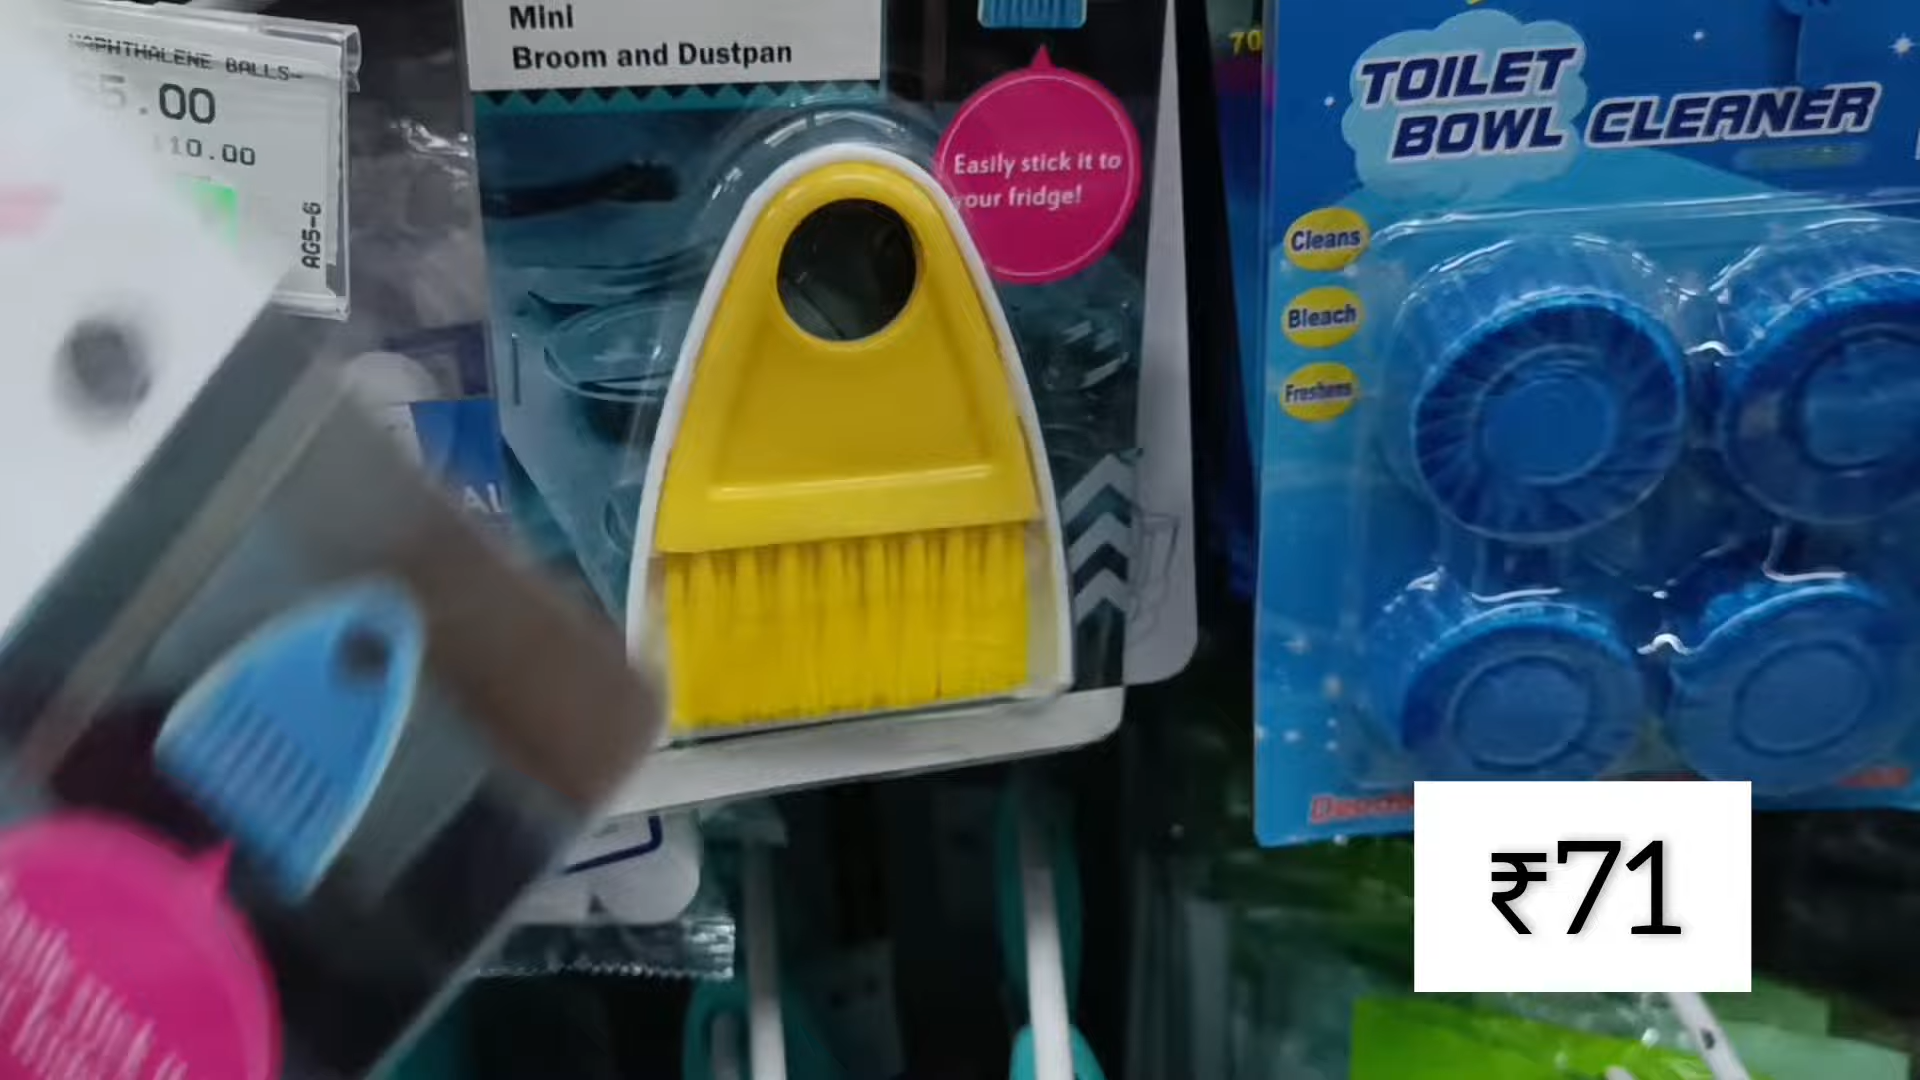 NAPHTHALENE BALLS-
5.00
10.00
AG5-6
Mini
Broom and Dustpan
Easily stick it to
your fridge!
70
TOILET
BOWL CLEANER
Cleans
Bleach
Freshens
₹71